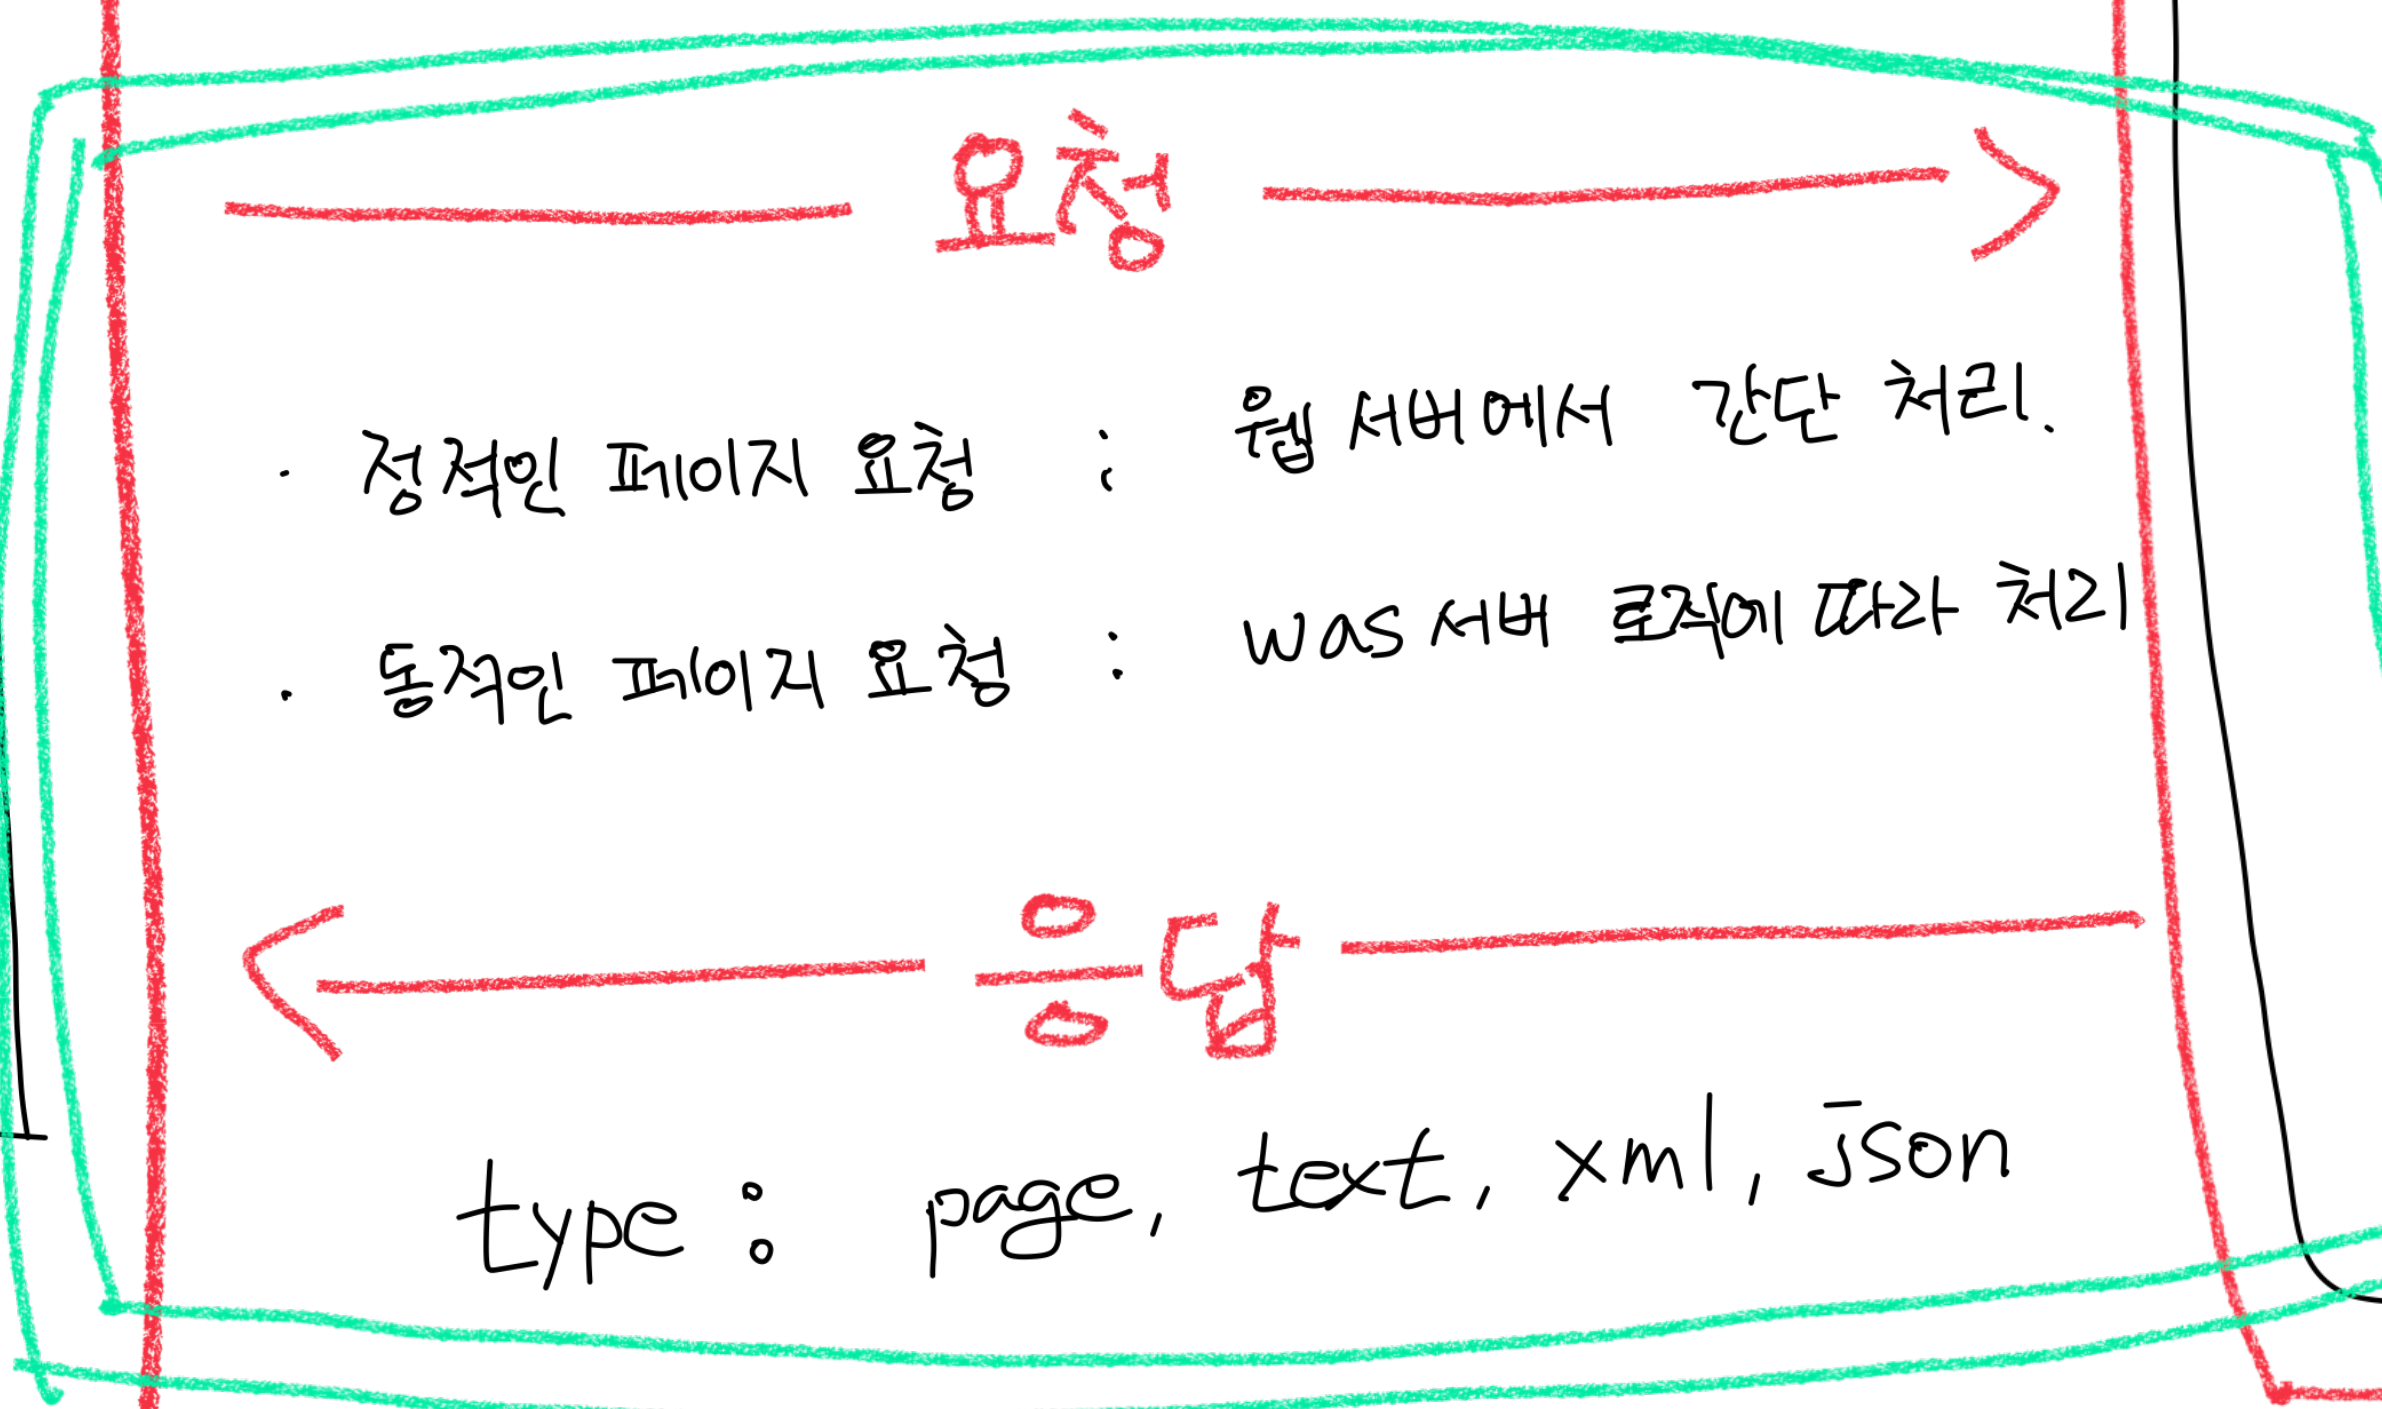 요청
· 정적인 페이지 요청 : 웹 서버에서 간단 처리.
· 동적인 페이지 요청 : was 서버 로직에 따라 처리
응답
type : page, text, xml, json